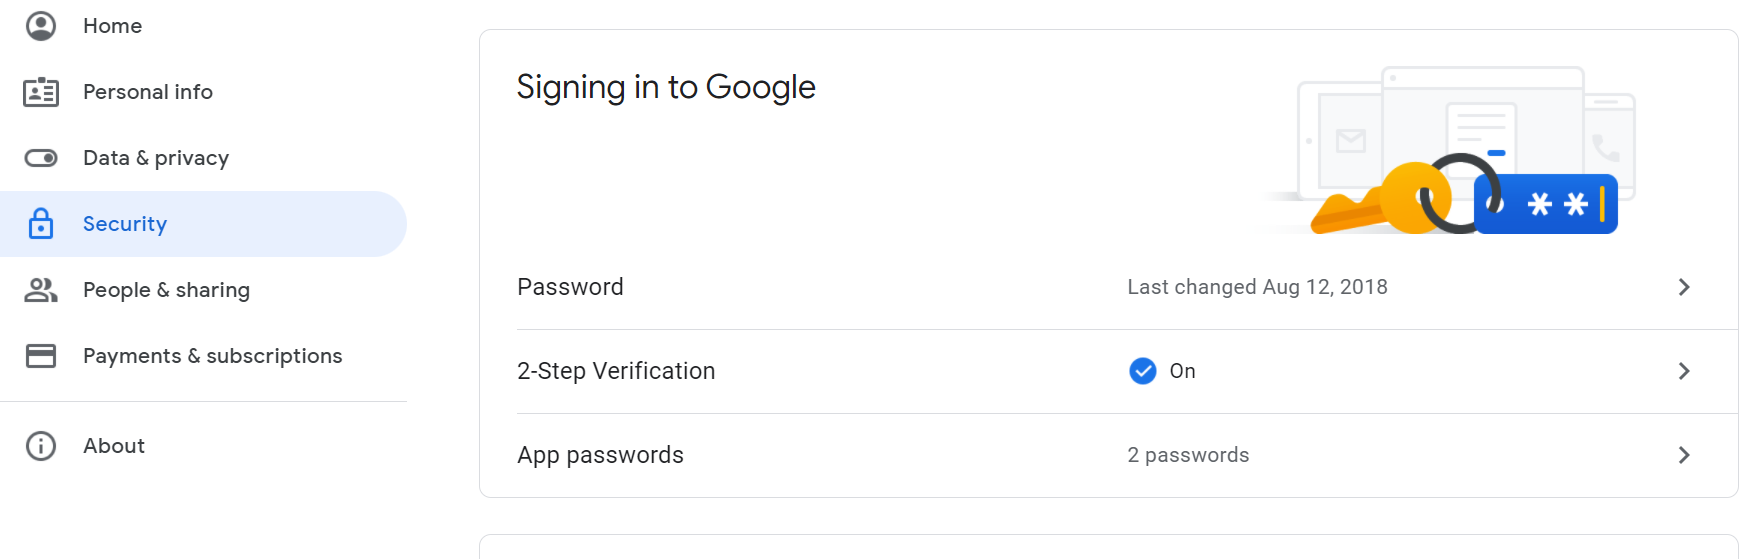 Home
Personal info
Data & privacy
Security
People & sharing
Payments & subscriptions
About
Signing in to Google
**
Password Last changed Aug 12, 2018
2-Step Verification On
App passwords 2 passwords